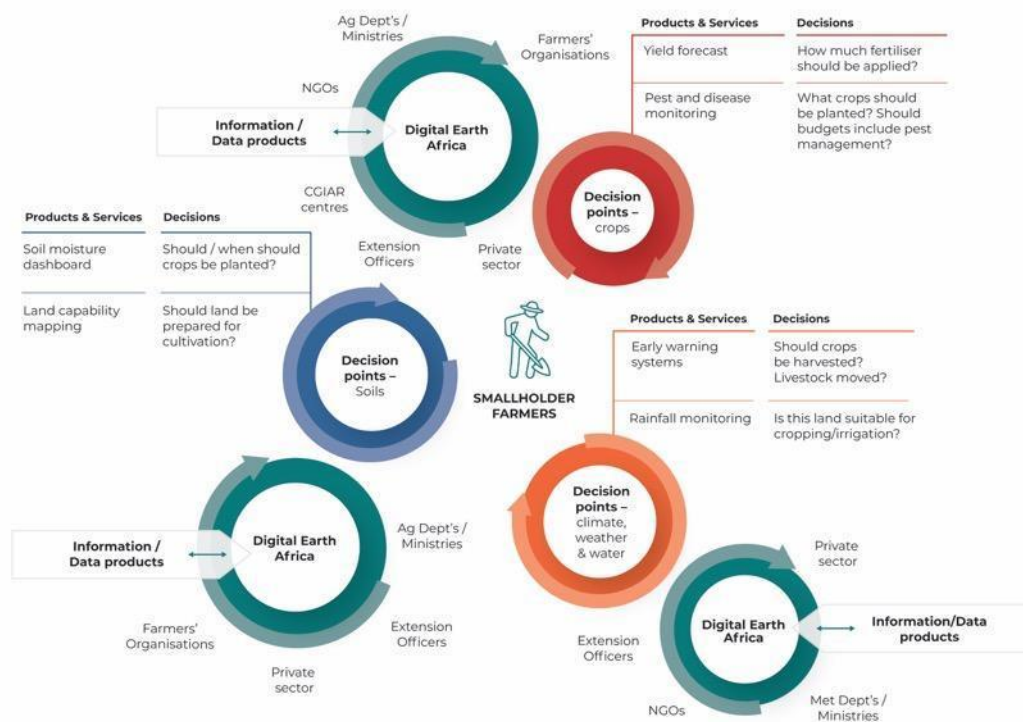 Ag Dept's /
Ministries
Farmers'
Organisations
NGOs
Information /
Data products
Digital Earth
Africa
CGIAR
centres
Extension
Officers
Private
sector
Products & Services
Decisions
Yield forecast
How much fertiliser
should be applied?
Pest and disease
monitoring
What crops should
be planted? Should
budgets include pest
management?
Decision
points –
crops
Products & Services
Decisions
Soil moisture
dashboard
Should / when should
crops be planted?
Land capability
mapping
Should land be
prepared for
cultivation?
Decision
points –
Soils
SMALLHOLDER
FARMERS
Products & Services
Decisions
Early warning
systems
Should crops
be harvested?
Livestock moved?
Rainfall monitoring
Is this land suitable for
cropping/irrigation?
Decision
points –
climate,
weather
& water
Information /
Data products
Digital Earth
Africa
Ag Dept's /
Ministries
Extension
Officers
Farmers'
Organisations
Private
sector
Private
sector
Digital Earth
Africa
Information/Data
products
Extension
Officers
NGOs
Met Dept's /
Ministries